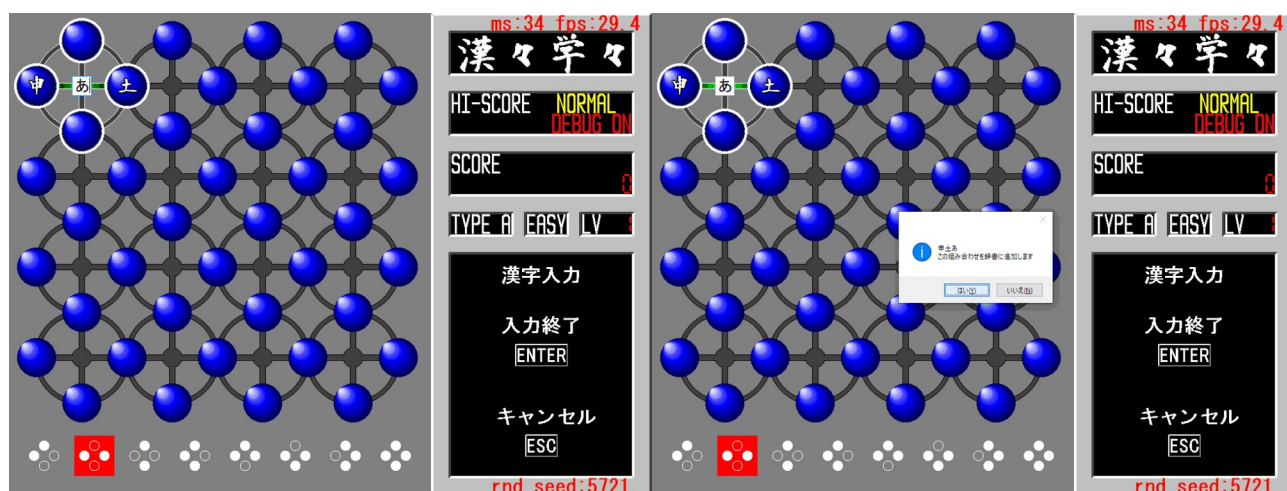 ms:34 fps:29.4
漢々学々
HI-SCORE NORMAL
DEBUG ON
SCORE
0
TYPE A EASY LV 1
漢字入力
入力終了
ENTER
キャンセル
ESC
rnd seed:5721
申 あ 土
ms:34 fps:29.4
漢々学々
HI-SCORE NORMAL
DEBUG ON
SCORE
0
TYPE A EASY LV 1
漢字入力
入力終了
ENTER
キャンセル
ESC
rnd seed:5721
申 あ 土
申土あ
この組み合わせを辞書に追加します
はい(Y) いいえ(N)